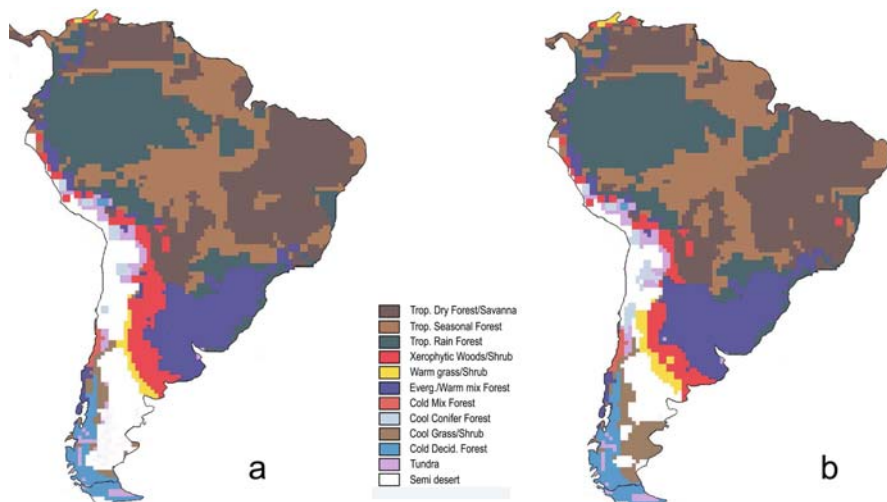 Trop. Dry Forest/Savanna
Trop. Seasonal Forest
Trop. Rain Forest
Xerophytic Woods/Shrub
Warm grass/Shrub
Everg./Warm mix Forest
Cold Mix Forest
Cool Conifer Forest
Cool Grass/Shrub
Cold Decid. Forest
Tundra
Semi desert
a
b